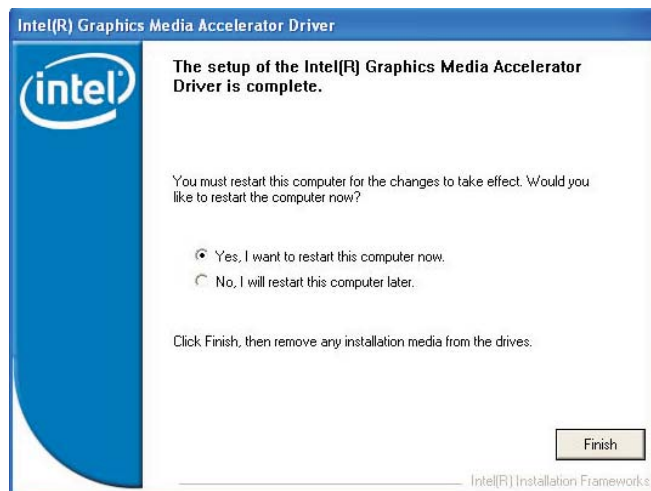 Intel(R) Graphics Media Accelerator Driver
intel
The setup of the Intel(R) Graphics Media Accelerator
Driver is complete.
You must restart this computer for the changes to take effect. Would you
like to restart the computer now?
Yes, I want to restart this computer now.
No, I will restart this computer later.
Click Finish, then remove any installation media from the drives.
Finish
Intel(R) Installation Frameworks